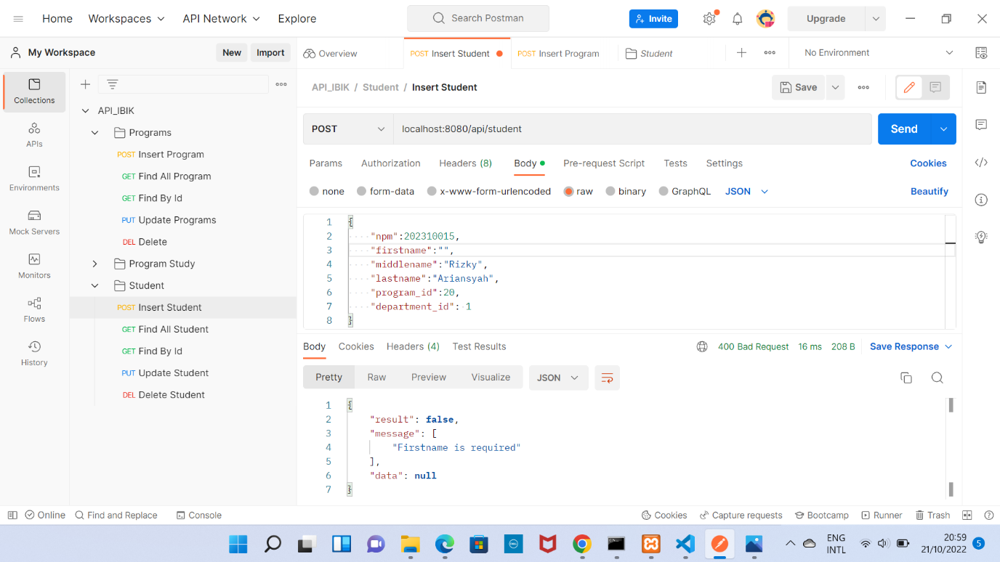 Home Workspaces API Network Explore Search Postman Invite Upgrade
My Workspace New Import Overview POST Insert Student POST Insert Program Student No Environment
Collections
APIs
Environments
Mock Servers
Monitors
Flows
History
API_IBIK
Programs
POST Insert Program
GET Find All Program
GET Find By Id
PUT Update Programs
DEL Delete
Program Study
Student
POST Insert Student
GET Find All Student
GET Find By Id
PUT Update Student
DEL Delete Student
API_IBIK / Student / Insert Student Save
POST localhost:8080/api/student Send
Params Authorization Headers (8) Body Pre-request Script Tests Settings Cookies
none form-data x-www-form-urlencoded raw binary GraphQL JSON Beautify
1 {
2 "npm":202310015,
3 "firstname":"",
4 "middlename":"Rizky",
5 "lastname":"Ariansyah",
6 "program_id":20,
7 "department_id": 1
8 }
Body Cookies Headers (4) Test Results 400 Bad Request 16 ms 208 B Save Response
Pretty Raw Preview Visualize JSON
1 {
2 "result": false,
3 "message": [
4 "Firstname is required"
5 ],
6 "data": null
7 }
Online Find and Replace Console Cookies Capture requests Bootcamp Runner Trash
ENG
INTL
20:59
21/10/2022
5